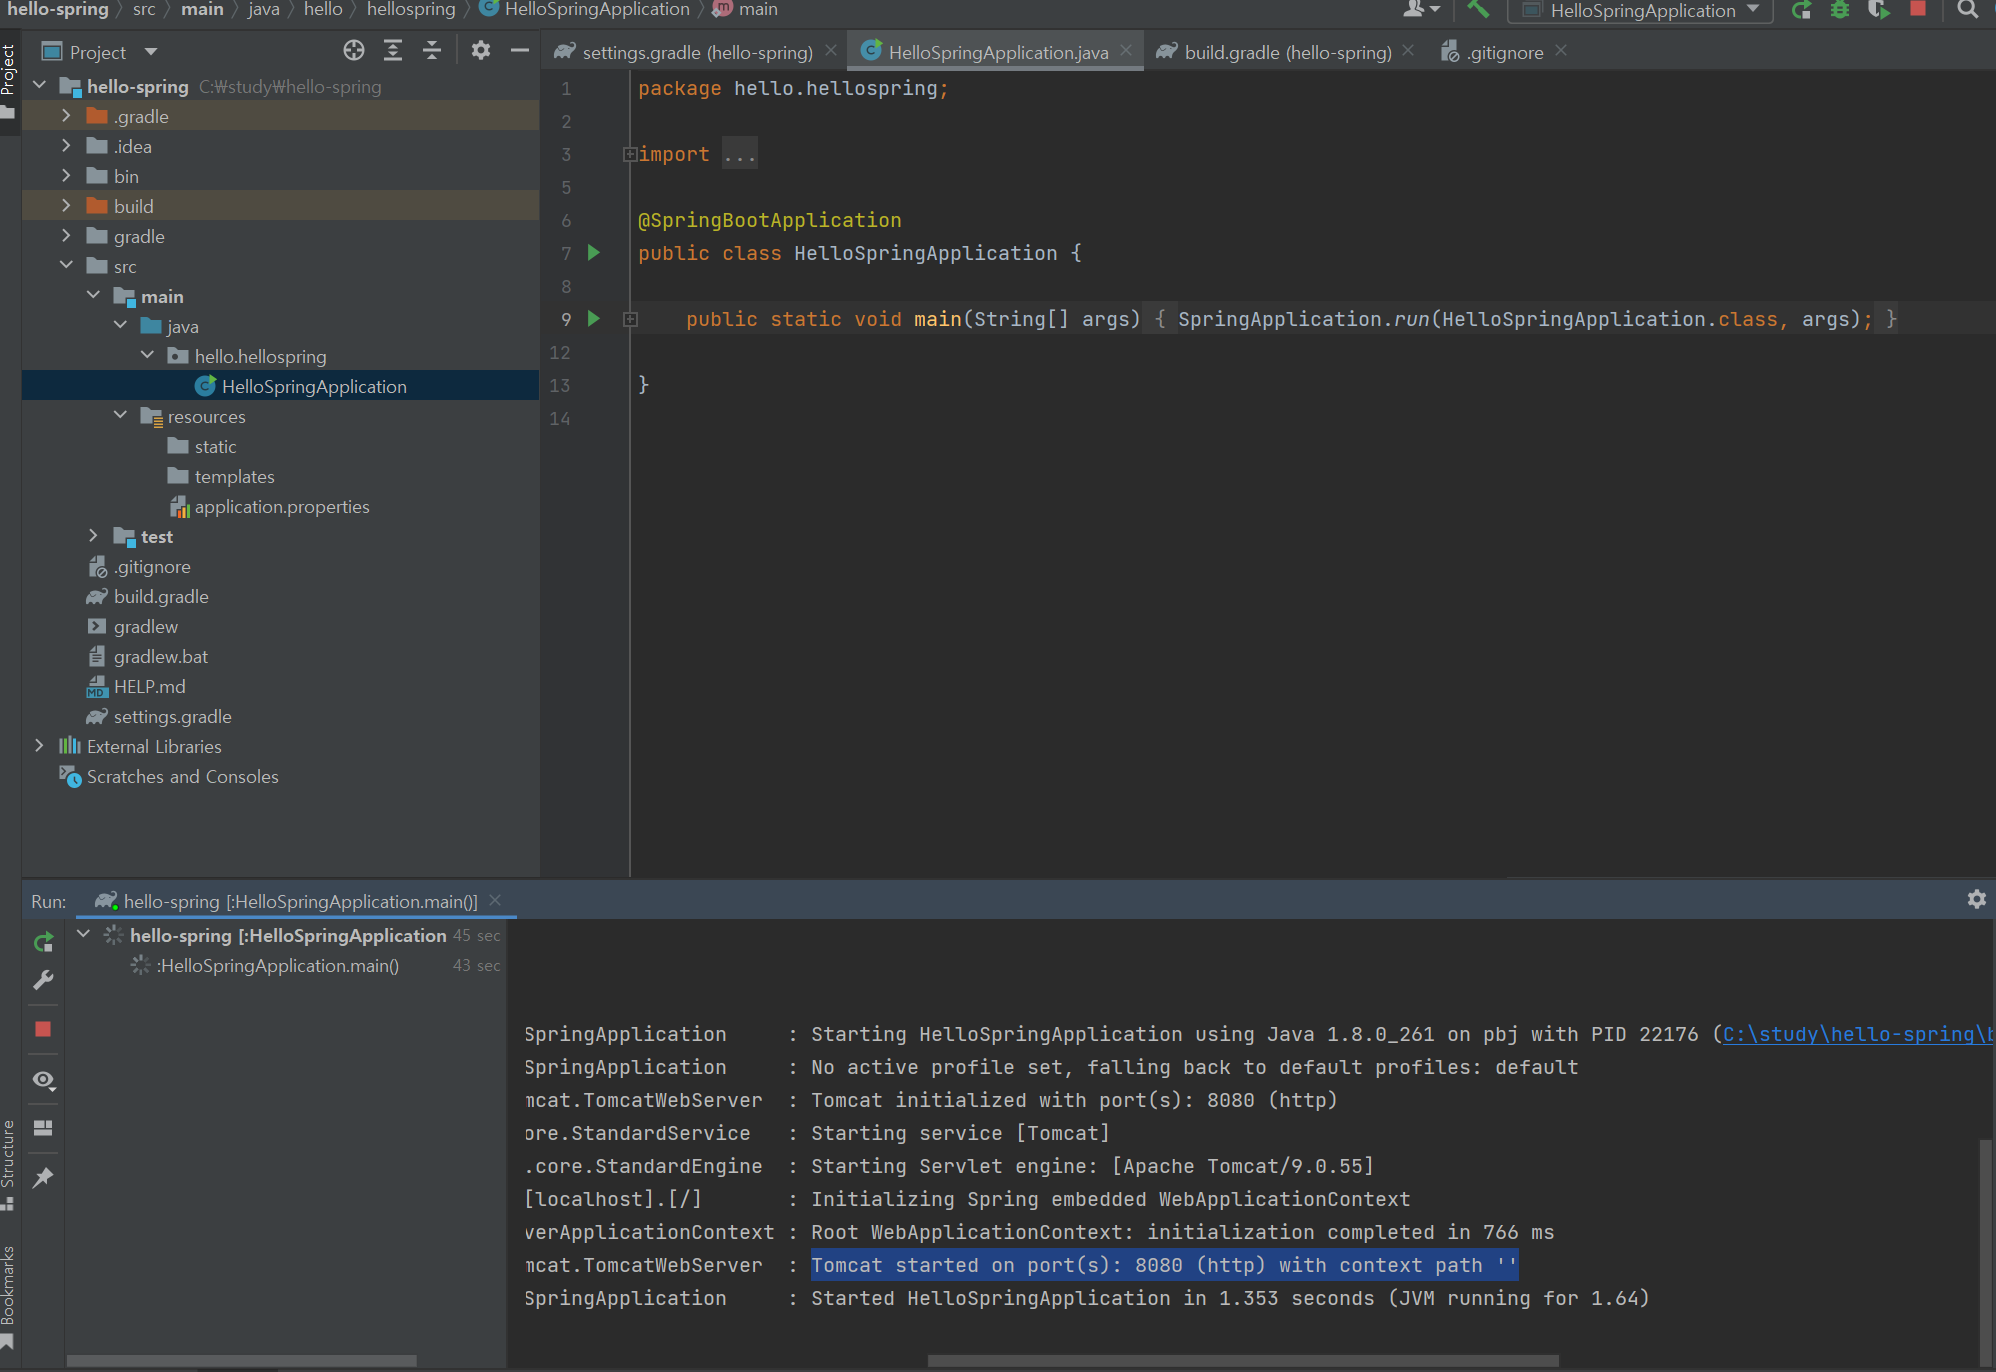 hello-spring src main java hello hellospring HelloSpringApplication main
HelloSpringApplication
Project
Project
settings.gradle (hello-spring)
HelloSpringApplication.java
build.gradle (hello-spring)
.gitignore
hello-spring C:₩study₩hello-spring
.gradle
.idea
bin
build
gradle
src
main
java
hello.hellospring
HelloSpringApplication
resources
static
templates
application.properties
test
.gitignore
build.gradle
gradlew
gradlew.bat
HELP.md
settings.gradle
External Libraries
Scratches and Consoles
1 package hello.hellospring;
2
3 import ...
5
6 @SpringBootApplication
7 public class HelloSpringApplication {
8
9 public static void main(String[] args) { SpringApplication.run(HelloSpringApplication.class, args); }
12
13 }
14
Run: hello-spring [:HelloSpringApplication.main()]
hello-spring [:HelloSpringApplication 45 sec
:HelloSpringApplication.main() 43 sec
SpringApplication : Starting HelloSpringApplication using Java 1.8.0_261 on pbj with PID 22176 (C:\study\hello-spring\b
SpringApplication : No active profile set, falling back to default profiles: default
mcat.TomcatWebServer : Tomcat initialized with port(s): 8080 (http)
ore.StandardService : Starting service [Tomcat]
.core.StandardEngine : Starting Servlet engine: [Apache Tomcat/9.0.55]
[localhost].[/] : Initializing Spring embedded WebApplicationContext
verApplicationContext : Root WebApplicationContext: initialization completed in 766 ms
mcat.TomcatWebServer : Tomcat started on port(s): 8080 (http) with context path ''
SpringApplication : Started HelloSpringApplication in 1.353 seconds (JVM running for 1.64)
Structure
Bookmarks